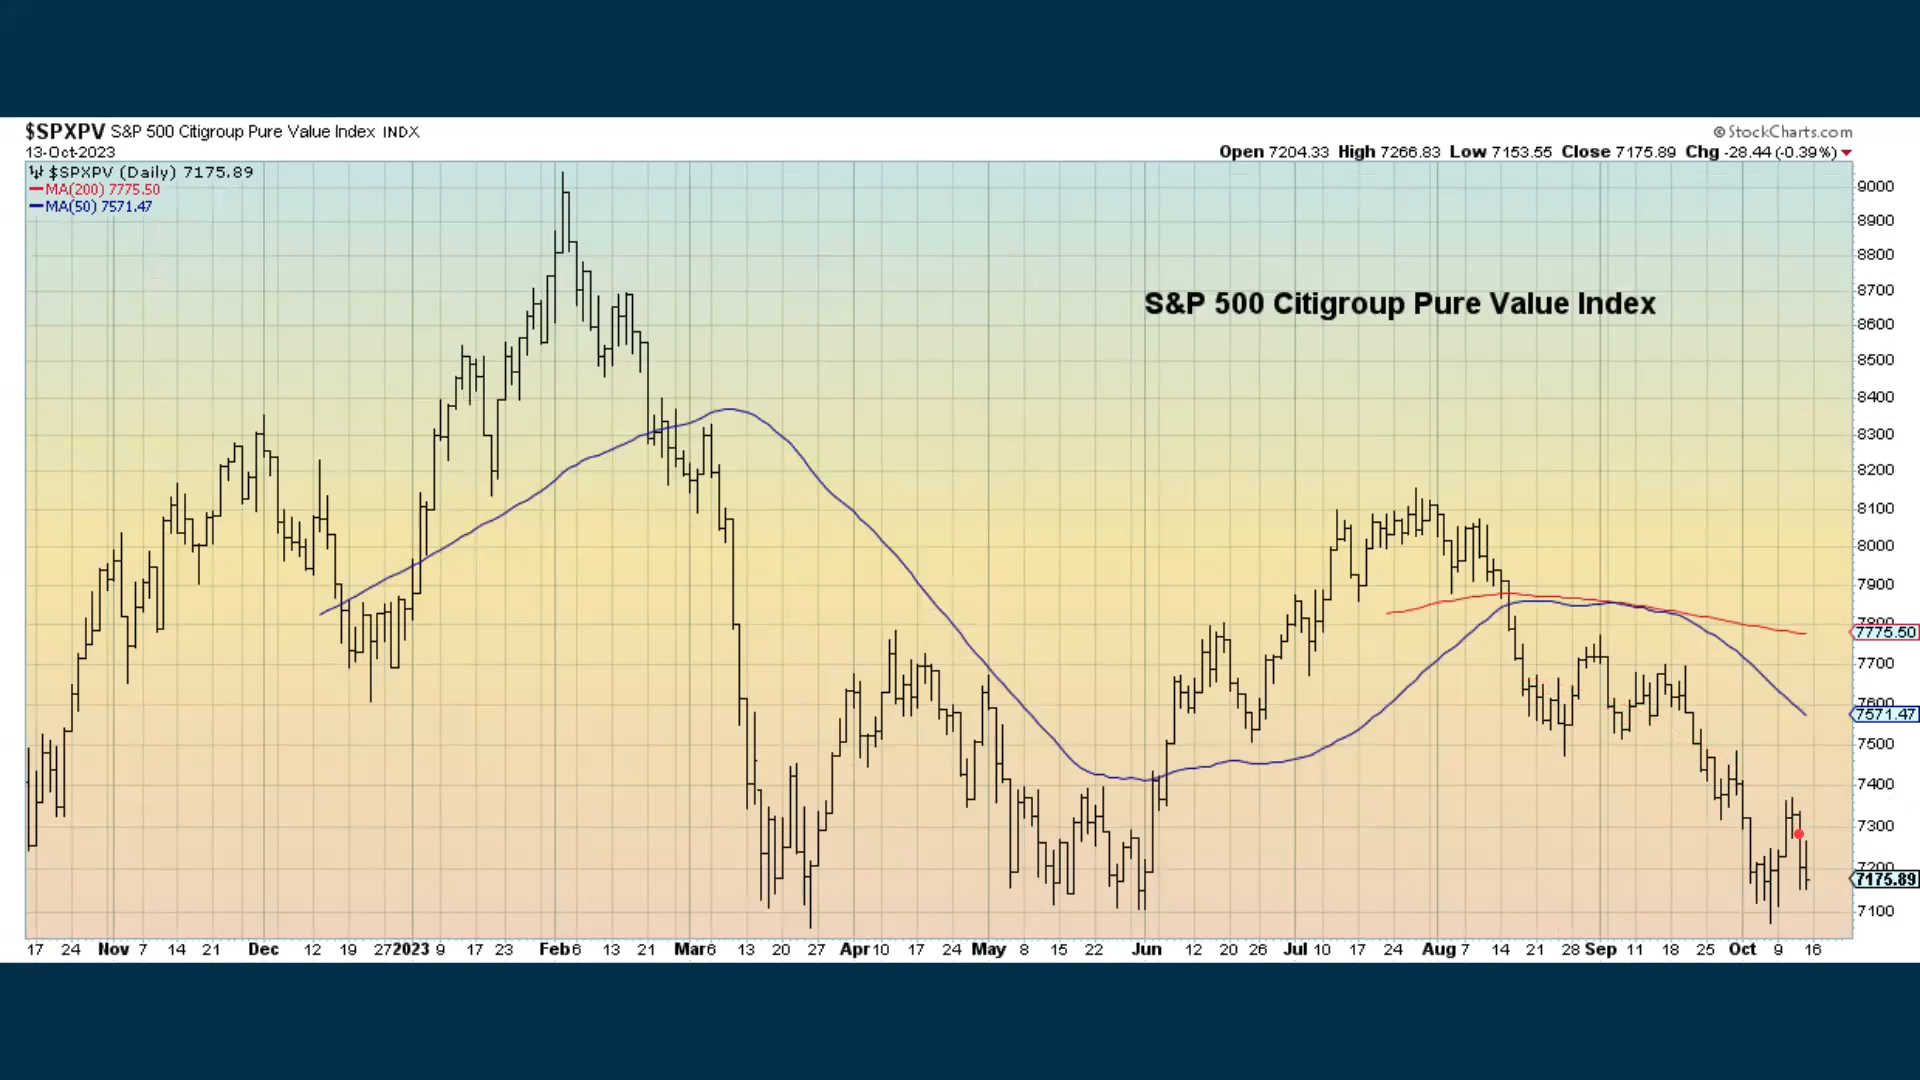 $SPXPV S&P 500 Citigroup Pure Value Index INDX
© StockCharts.com
13-Oct-2023
Open 7204.33 High 7266.83 Low 7153.55 Close 7175.89 Chg -28.44 (-0.39%)
$SPXPV (Daily) 7175.89
MA(200) 7775.50
MA(50) 7571.47
S&P 500 Citigroup Pure Value Index
9000
8900
8800
8700
8600
8500
8400
8300
8200
8100
8000
7900
7800
7775.50
7700
7600
7571.47
7500
7400
7300
7200
7175.89
7100
17 24 Nov 7 14 21 Dec 12 19 27 2023 9 17 23 Feb 6 13 21 Mar 6 13 20 27 Apr 10 17 24 May 8 15 22 Jun 12 20 26 Jul 10 17 24 Aug 7 14 21 28 Sep 11 18 25 Oct 9 16